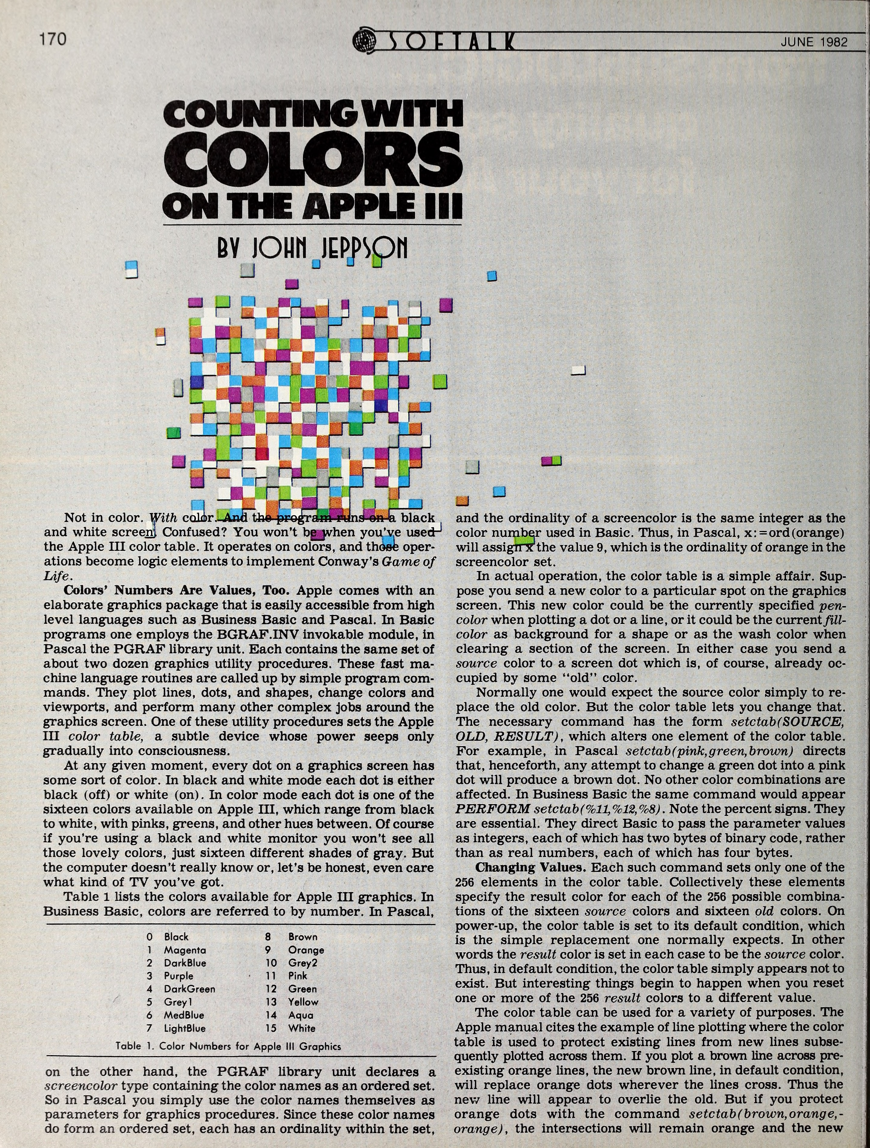 170
SOFTALK
JUNE 1982
COUNTING WITH
COLORS
ON THE APPLE III
BY JOHN JEPPSON
Not in color. With color. And the program runs on a black
and white screen. Confused? You won't be when you've used
the Apple III color table. It operates on colors, and those oper-
ations become logic elements to implement Conway's Game of
Life.
Colors' Numbers Are Values, Too. Apple comes with an
elaborate graphics package that is easily accessible from high
level languages such as Business Basic and Pascal. In Basic
programs one employs the BGRAF.INV invokable module, in
Pascal the PGRAF library unit. Each contains the same set of
about two dozen graphics utility procedures. These fast ma-
chine language routines are called up by simple program com-
mands. They plot lines, dots, and shapes, change colors and
viewports, and perform many other complex jobs around the
graphics screen. One of these utility procedures sets the Apple
III color table, a subtle device whose power seeps only
gradually into consciousness.
At any given moment, every dot on a graphics screen has
some sort of color. In black and white mode each dot is either
black (off) or white (on). In color mode each dot is one of the
sixteen colors available on Apple III, which range from black
to white, with pinks, greens, and other hues between. Of course
if you're using a black and white monitor you won't see all
those lovely colors, just sixteen different shades of gray. But
the computer doesn't really know or, let's be honest, even care
what kind of TV you've got.
Table 1 lists the colors available for Apple III graphics. In
Business Basic, colors are referred to by number. In Pascal,
0 Black 8 Brown
1 Magenta 9 Orange
2 DarkBlue 10 Grey2
3 Purple 11 Pink
4 DarkGreen 12 Green
5 Grey1 13 Yellow
6 MedBlue 14 Aqua
7 LightBlue 15 White
Table 1. Color Numbers for Apple III Graphics
on the other hand, the PGRAF library unit declares a
screencolor type containing the color names as an ordered set.
So in Pascal you simply use the color names themselves as
parameters for graphics procedures. Since these color names
do form an ordered set, each has an ordinality within the set,
and the ordinality of a screencolor is the same integer as the
color number used in Basic. Thus, in Pascal, x:=ord(orange)
will assign x the value 9, which is the ordinality of orange in the
screencolor set.
In actual operation, the color table is a simple affair. Sup-
pose you send a new color to a particular spot on the graphics
screen. This new color could be the currently specified pen-
color when plotting a dot or a line, or it could be the current fill-
color as background for a shape or as the wash color when
clearing a section of the screen. In either case you send a
source color to a screen dot which is, of course, already oc-
cupied by some "old" color.
Normally one would expect the source color simply to re-
place the old color. But the color table lets you change that.
The necessary command has the form setctab(SOURCE,
OLD, RESULT), which alters one element of the color table.
For example, in Pascal setctab(pink,green,brown) directs
that, henceforth, any attempt to change a green dot into a pink
dot will produce a brown dot. No other color combinations are
affected. In Business Basic the same command would appear
PERFORM setctab(%11,%12,%8). Note the percent signs. They
are essential. They direct Basic to pass the parameter values
as integers, each of which has two bytes of binary code, rather
than as real numbers, each of which has four bytes.
Changing Values. Each such command sets only one of the
256 elements in the color table. Collectively these elements
specify the result color for each of the 256 possible combina-
tions of the sixteen source colors and sixteen old colors. On
power-up, the color table is set to its default condition, which
is the simple replacement one normally expects. In other
words the result color is set in each case to be the source color.
Thus, in default condition, the color table simply appears not to
exist. But interesting things begin to happen when you reset
one or more of the 256 result colors to a different value.
The color table can be used for a variety of purposes. The
Apple manual cites the example of line plotting where the color
table is used to protect existing lines from new lines subse-
quently plotted across them. If you plot a brown line across pre-
existing orange lines, the new brown line, in default condition,
will replace orange dots wherever the lines cross. Thus the
new line will appear to overlie the old. But if you protect
orange dots with the command setctab(brown,orange,-
orange), the intersections will remain orange and the new